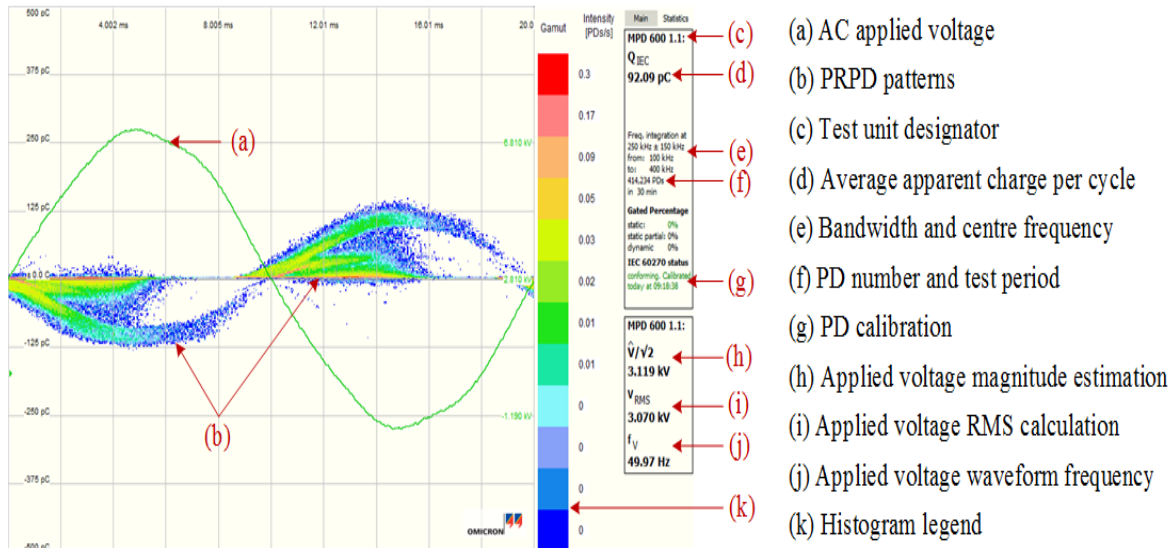 500 pC
4.002 ms
8.005 ms
12.01 ms
16.01 ms
20.0
375 pC
250 pC
6.810 kV
125 pC
0.0 C
2.810 kV
-125 pC
-250 pC
-1.190 kV
-375 pC
-500 pC
(a)
(b)
OMICRON
Gamut
Intensity
[PDs/s]
0.3
0.17
0.09
0.05
0.03
0.02
0.01
0.01
0
0
0
0
(k)
Main Statistics
MPD 600 1.1:
Q IEC
92.09 pC
Freq. integration at
250 kHz ± 150 kHz
from: 100 kHz
to: 400 kHz
414,234 PDs
in 30 min
Gated Percentage
static: 0%
static partial: 0%
dynamic 0%
IEC 60270 status
conforming. Calibrated
today at 09:18:38
MPD 600 1.1:
V̂/√2
3.119 kV
V RMS
3.070 kV
f V
49.97 Hz
(c)
(d)
(e)
(f)
(g)
(h)
(i)
(j)
(a) AC applied voltage
(b) PRPD patterns
(c) Test unit designator
(d) Average apparent charge per cycle
(e) Bandwidth and centre frequency
(f) PD number and test period
(g) PD calibration
(h) Applied voltage magnitude estimation
(i) Applied voltage RMS calculation
(j) Applied voltage waveform frequency
(k) Histogram legend